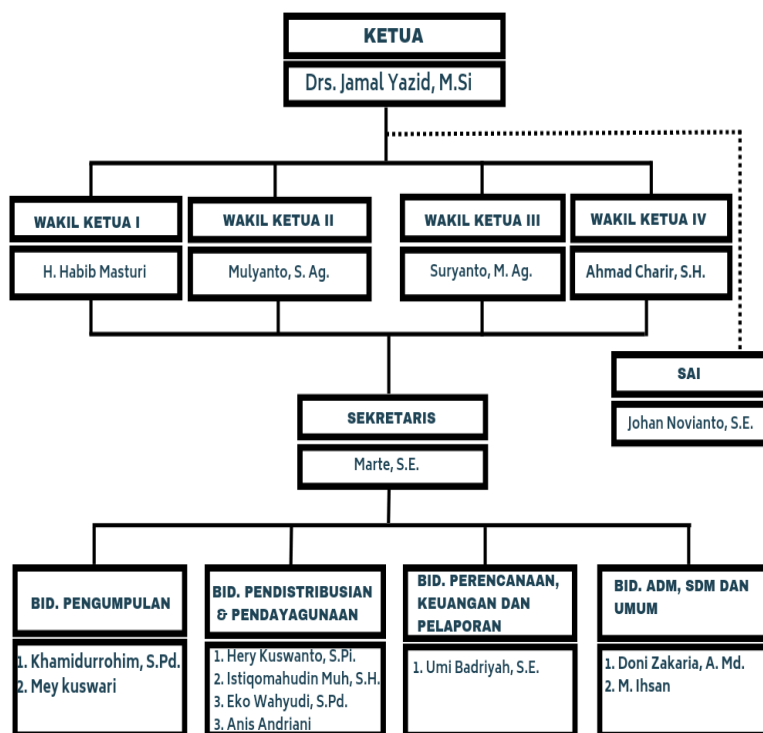 KETUA
Drs. Jamal Yazid, M.Si
WAKIL KETUA I
H. Habib Masturi
WAKIL KETUA II
Mulyanto, S. Ag.
WAKIL KETUA III
Suryanto, M. Ag.
WAKIL KETUA IV
Ahmad Charir, S.H.
SAI
Johan Novianto, S.E.
SEKRETARIS
Marte, S.E.
BID. PENGUMPULAN
1. Khamidurrohim, S.Pd.
2. Mey kuswari
BID. PENDISTRIBUSIAN
& PENDAYAGUNAAN
1. Hery Kuswanto, S.Pi.
2. Istiqomahudin Muh, S.H.
3. Eko Wahyudi, S.Pd.
3. Anis Andriani
BID. PERENCANAAN,
KEUANGAN DAN
PELAPORAN
1. Umi Badriyah, S.E.
BID. ADM, SDM DAN
UMUM
1. Doni Zakaria, A. Md.
2. M. Ihsan